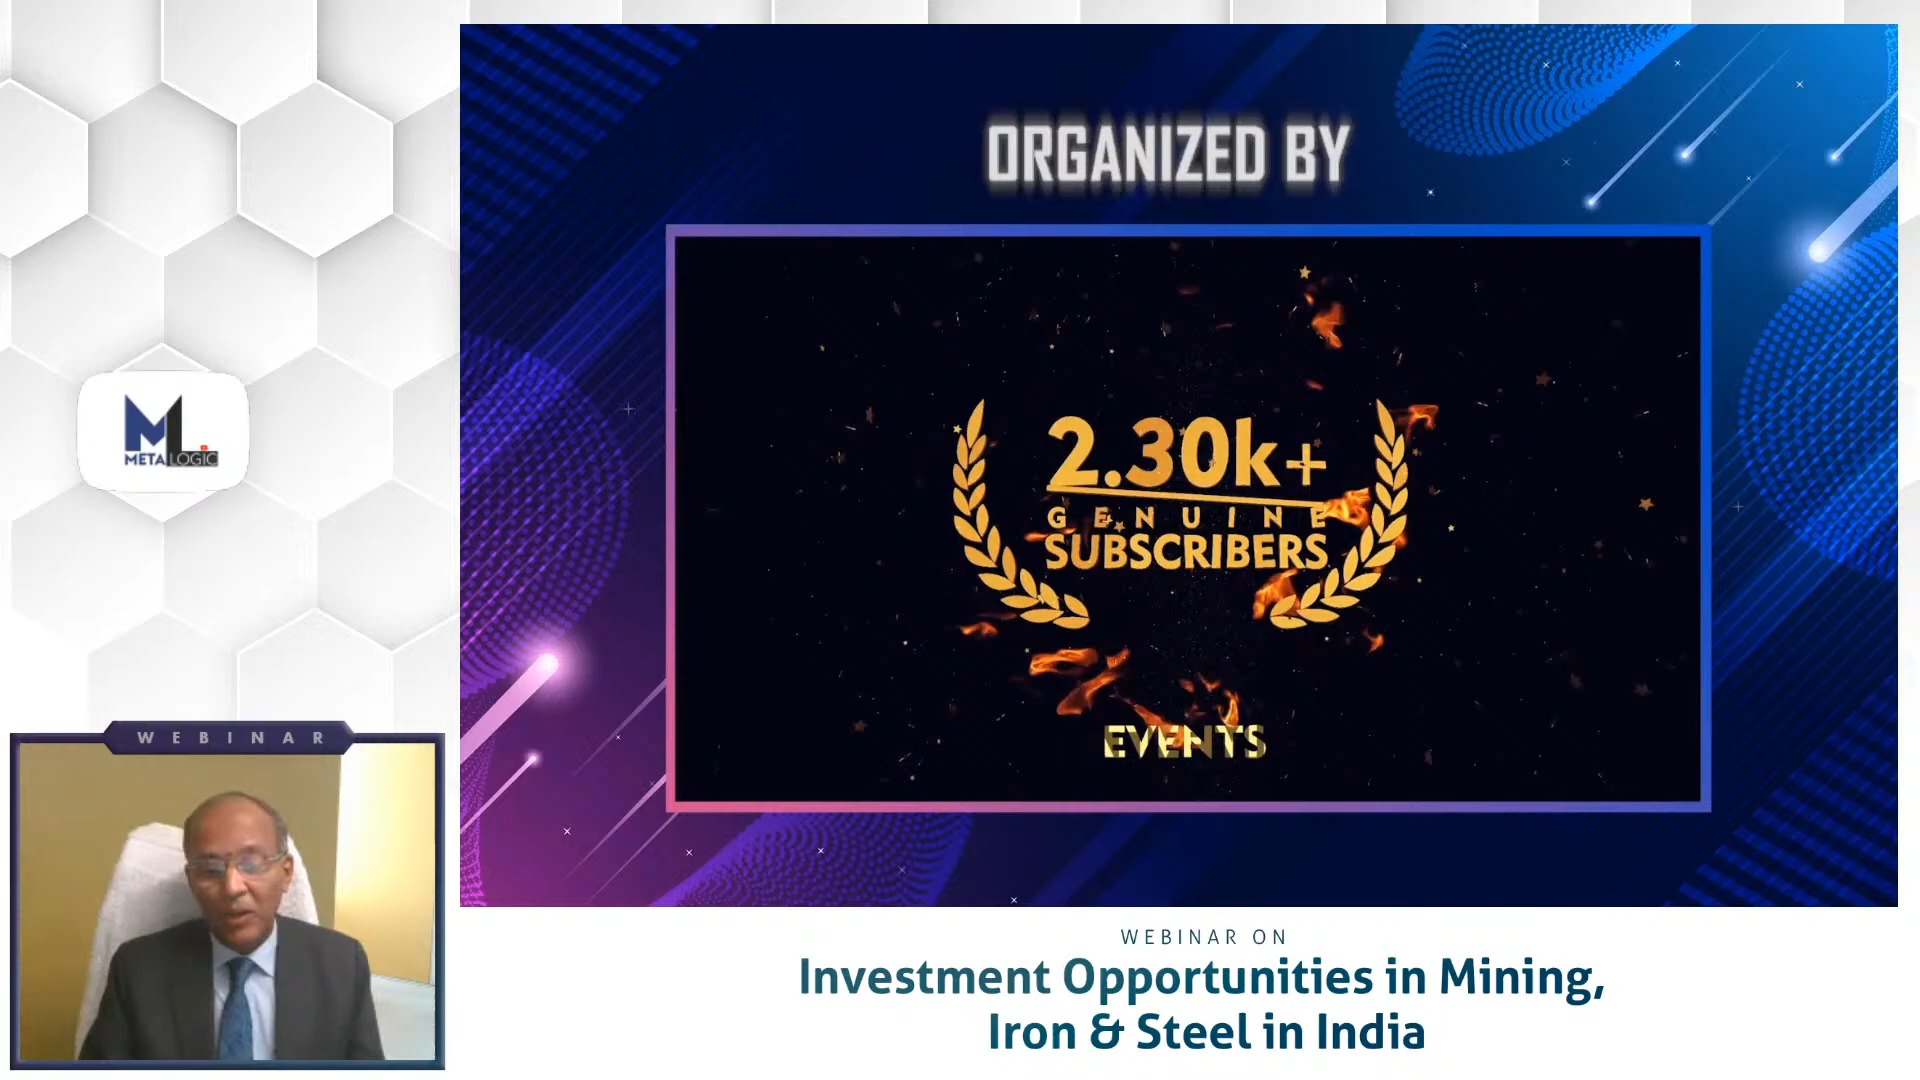 ORGANIZED BY
2.30k+
GENUINE
SUBSCRIBERS
EVENTS
ML
METALOGIC
WEBINAR
WEBINAR ON
Investment Opportunities in Mining,
Iron & Steel in India